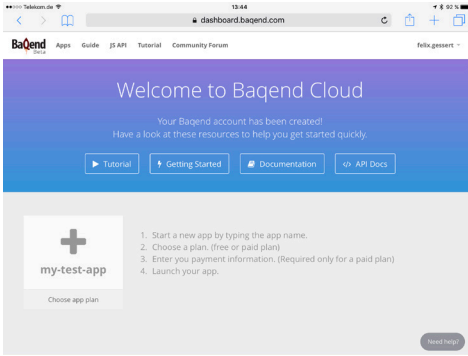 Telekom.de 13:44 92 %
dashboard.baqend.com
BaQend Beta Apps Guide JS API Tutorial Community Forum felix.gessert
Welcome to Baqend Cloud
Your Baqend account has been created!
Have a look at these resources to help you get started quickly.
Tutorial Getting Started Documentation </> API Docs
1. Start a new app by typing the app name.
2. Choose a plan. (free or paid plan)
3. Enter you payment information. (Required only for a paid plan)
4. Launch your app.
my-test-app
Choose app plan
Need help?